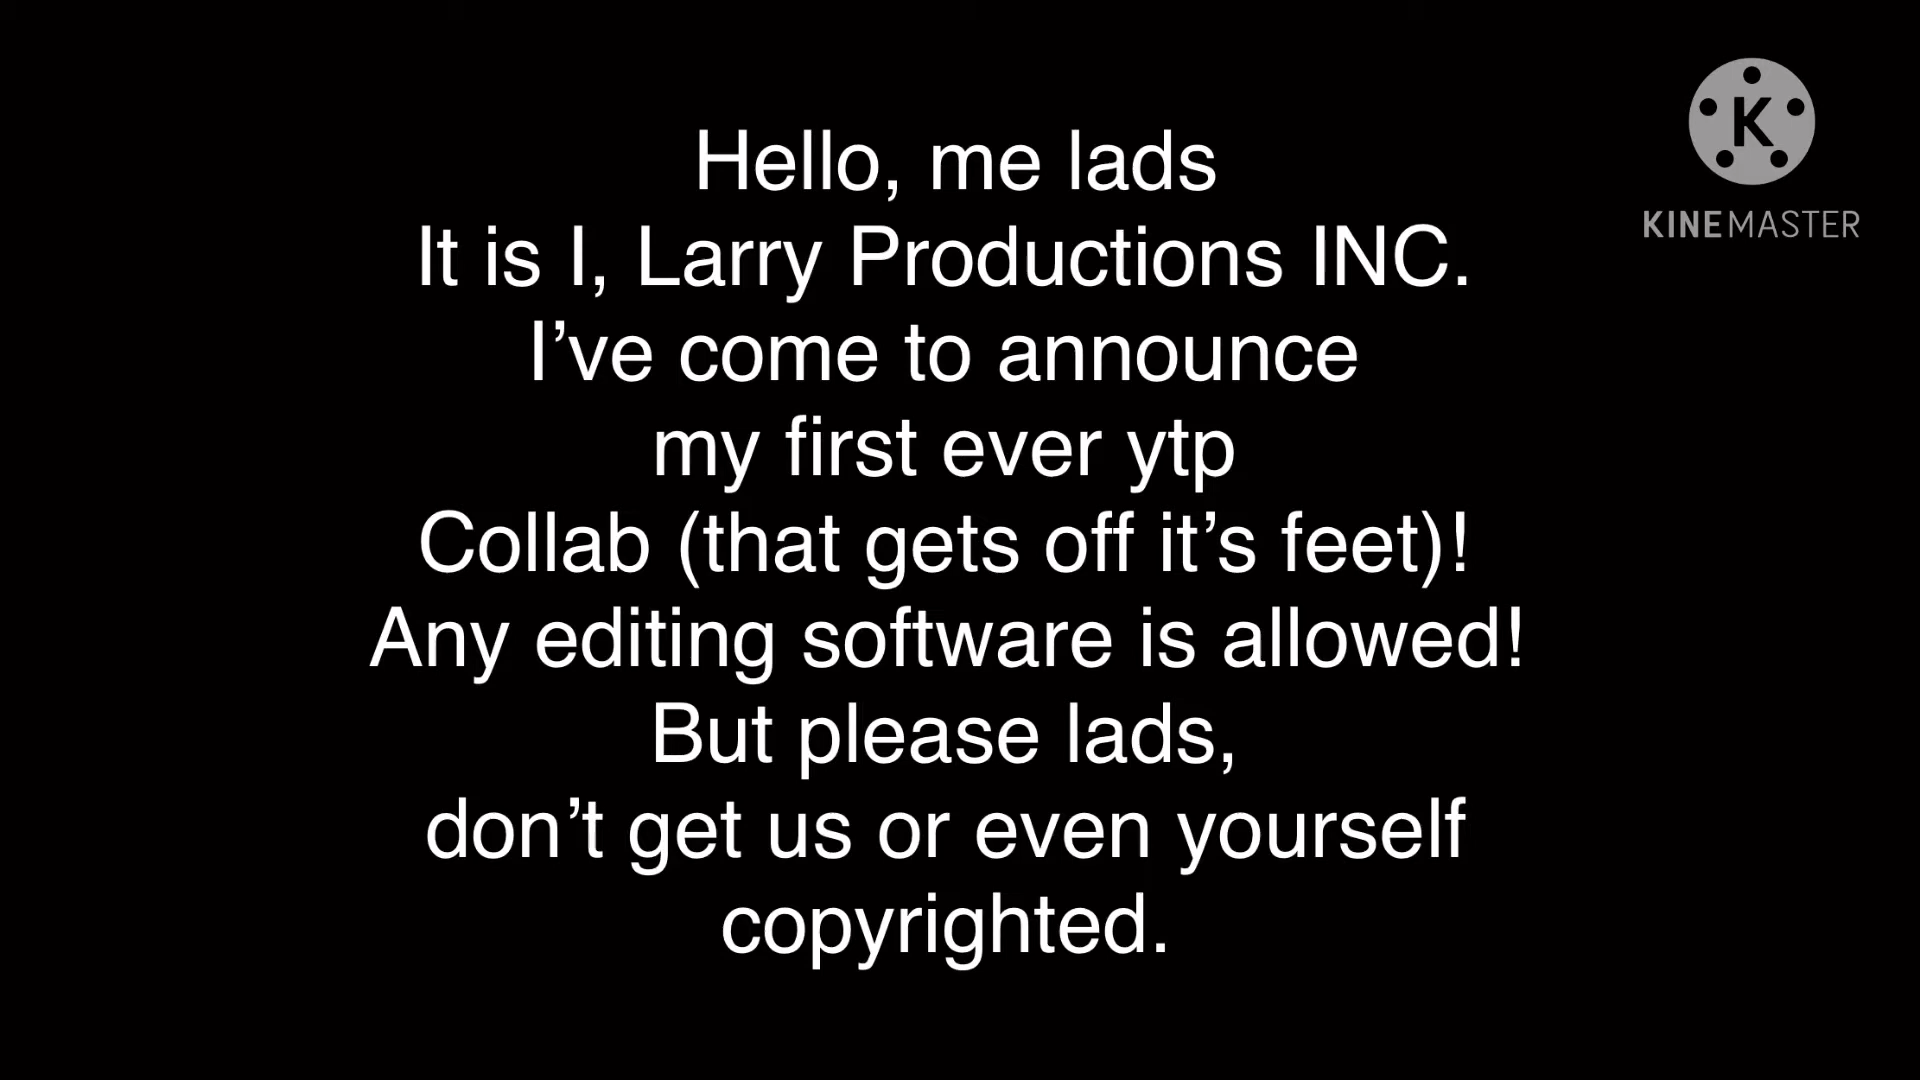 Hello, me lads
It is I, Larry Productions INC.
I’ve come to announce
my first ever ytp
Collab (that gets off it’s feet)!
Any editing software is allowed!
But please lads,
don’t get us or even yourself
copyrighted.
K
KINEMASTER